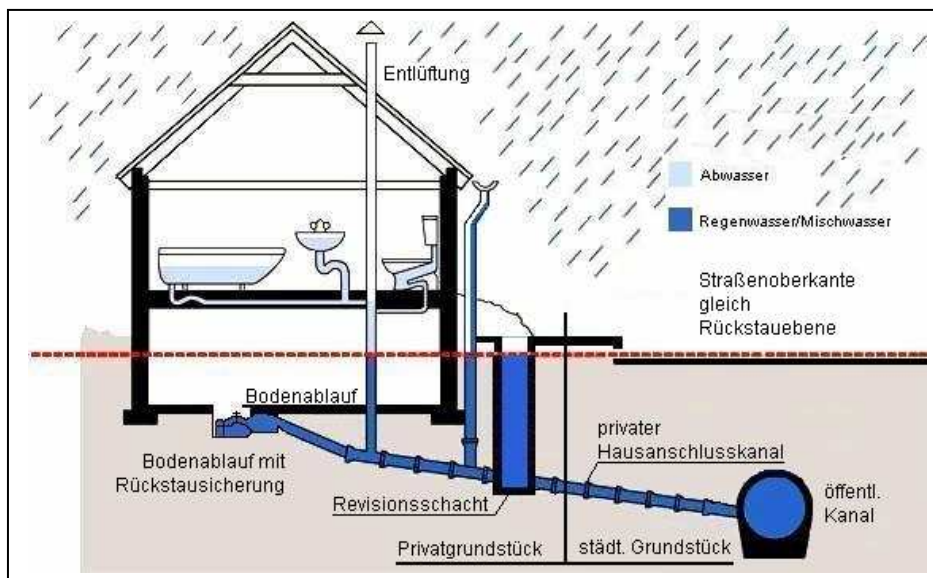 Entlüftung
Abwasser
Regenwasser/Mischwasser
Straßenoberkante
gleich
Rückstauebene
Bodenablauf
Bodenablauf mit
Rückstausicherung
privater
Hausanschlusskanal
Revisionsschacht
öffentl.
Kanal
Privatgrundstück
städt. Grundstück